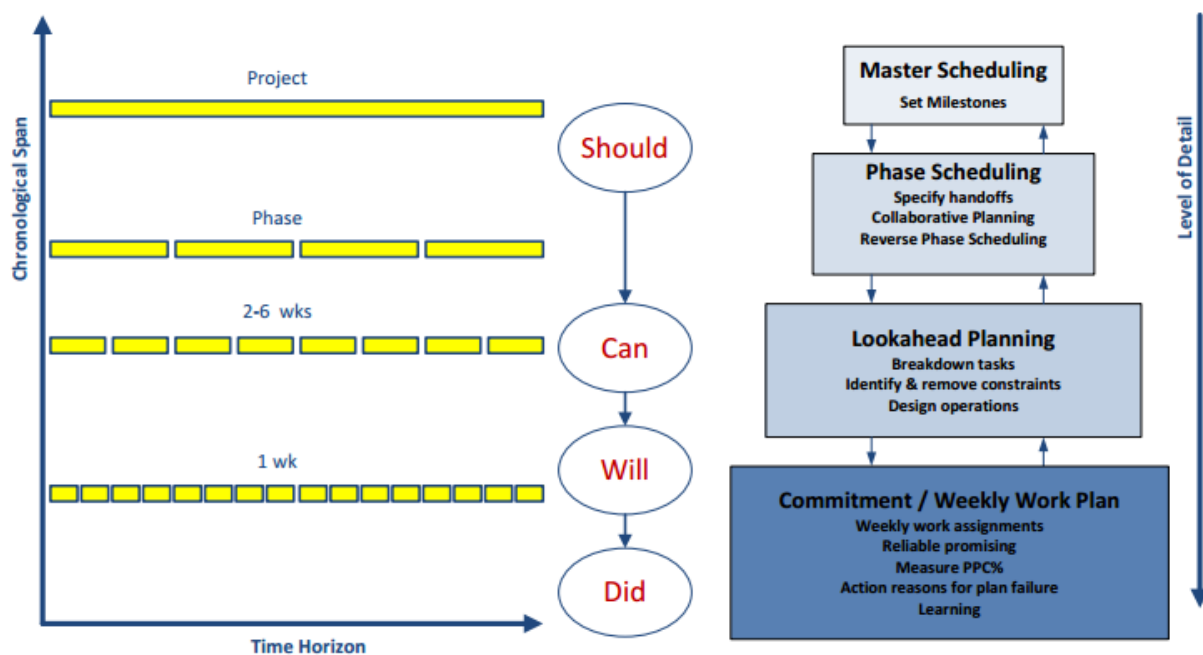 Chronological Span
Project
Phase
2-6 wks
1 wk
Time Horizon
Should
Can
Will
Did
Master Scheduling
Set Milestones
Phase Scheduling
Specify handoffs
Collaborative Planning
Reverse Phase Scheduling
Lookahead Planning
Breakdown tasks
Identify & remove constraints
Design operations
Commitment / Weekly Work Plan
Weekly work assignments
Reliable promising
Measure PPC%
Action reasons for plan failure
Learning
Level of Detail